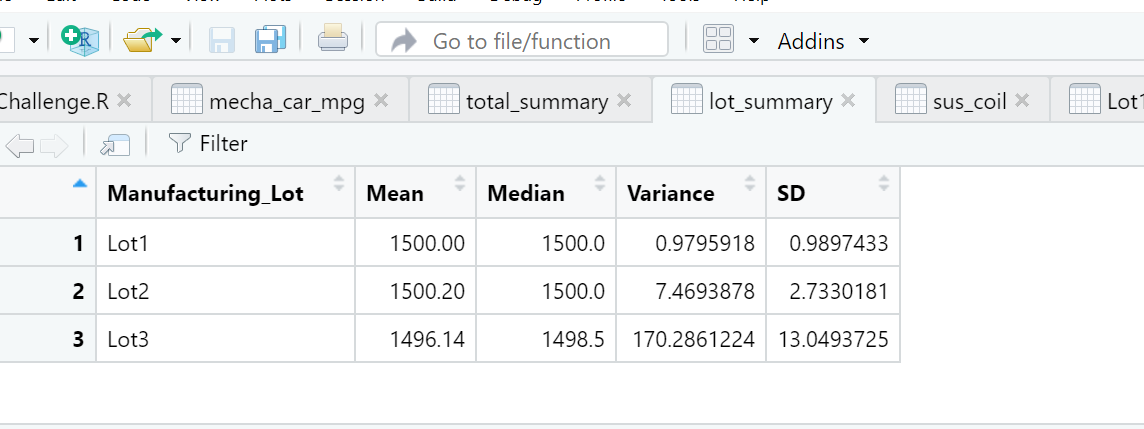 Go to file/function Addins
Challenge.R mecha_car_mpg total_summary lot_summary sus_coil Lot1
Filter
Manufacturing_Lot Mean Median Variance SD
1 Lot1 1500.00 1500.0 0.9795918 0.9897433
2 Lot2 1500.20 1500.0 7.4693878 2.7330181
3 Lot3 1496.14 1498.5 170.2861224 13.0493725